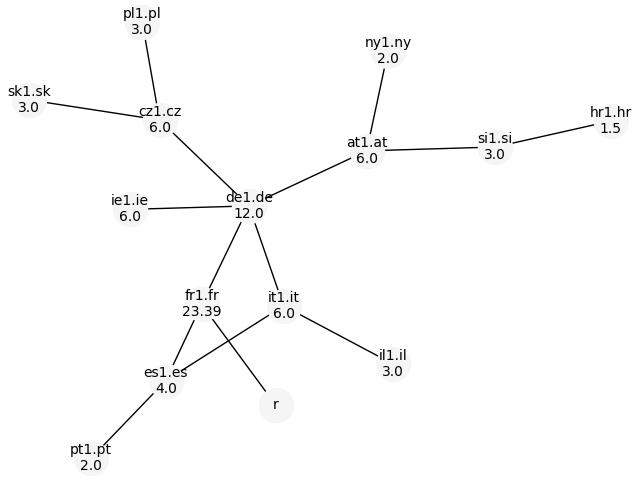 pl1.pl
3.0
ny1.ny
2.0
sk1.sk
3.0
cz1.cz
6.0
hr1.hr
1.5
at1.at
6.0
si1.si
3.0
ie1.ie
6.0
de1.de
12.0
fr1.fr
23.39
it1.it
6.0
il1.il
3.0
es1.es
4.0
r
pt1.pt
2.0